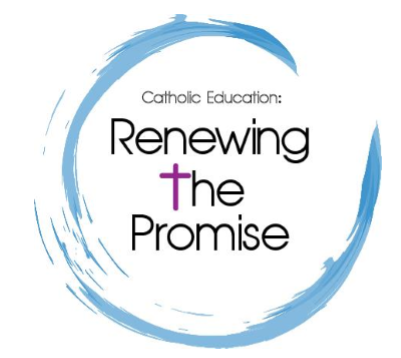 Catholic Education:
Renewing
the
Promise